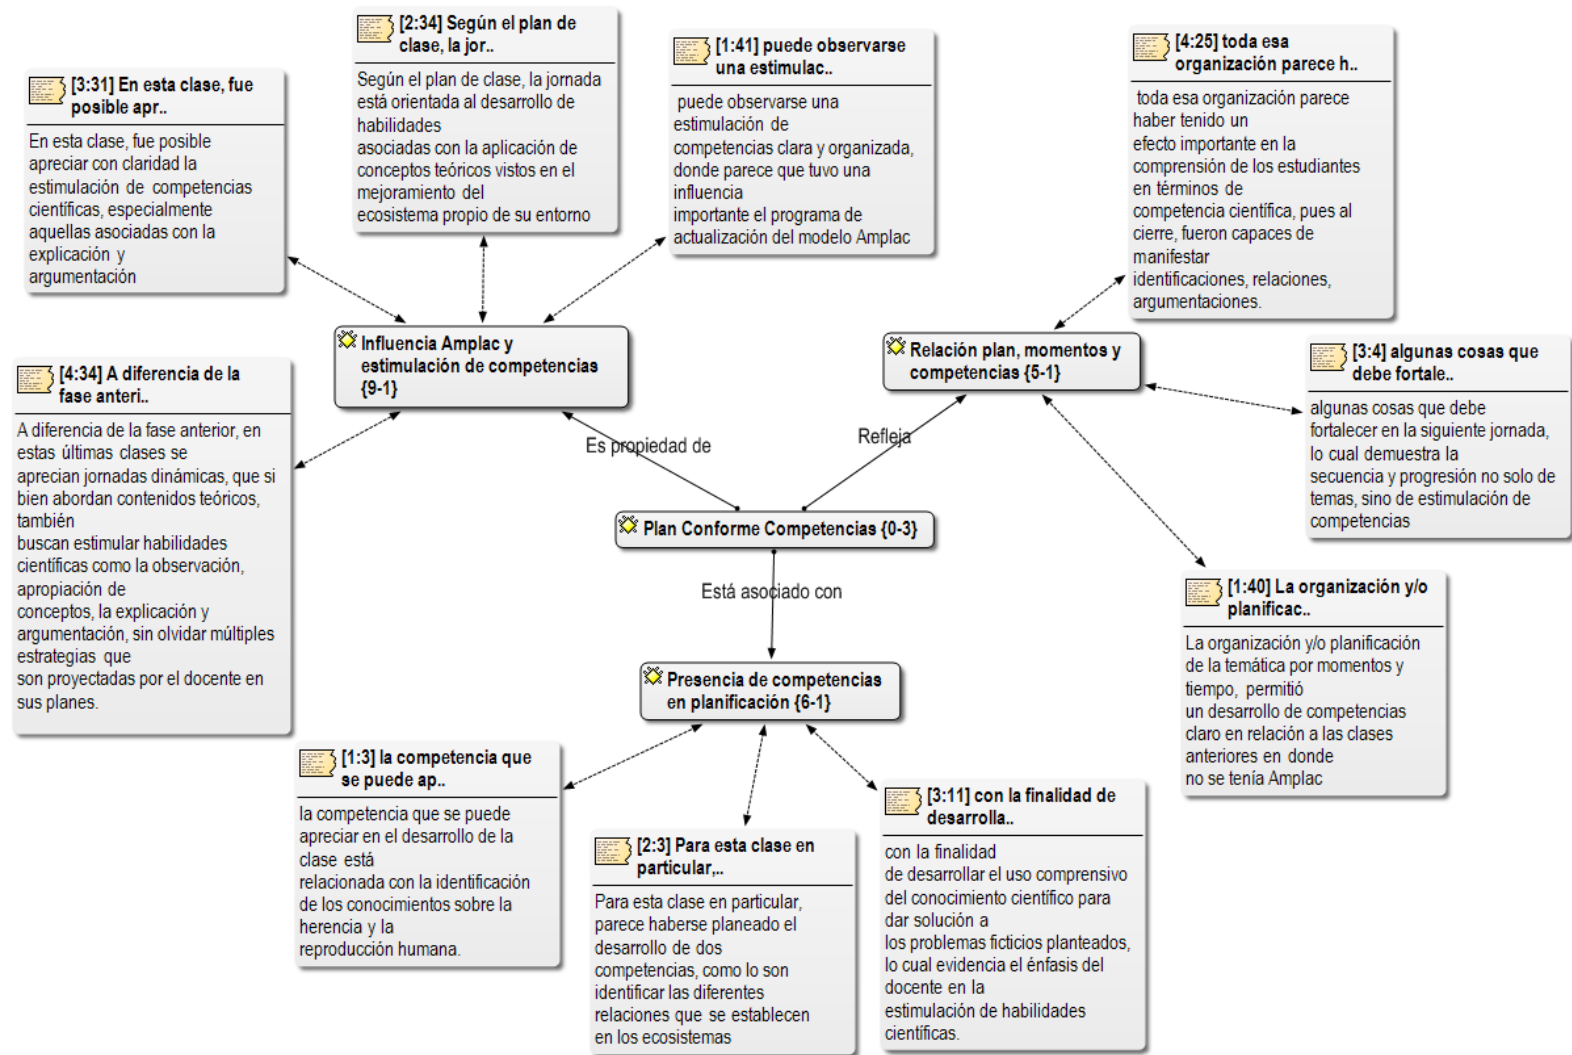 [2:34] Según el plan de
clase, la jor..
Según el plan de clase, la jornada
está orientada al desarrollo de
habilidades
asociadas con la aplicación de
conceptos teóricos vistos en el
mejoramiento del
ecosistema propio de su entorno
[1:41] puede observarse
una estimulac..
puede observarse una
estimulación de
competencias clara y organizada,
donde parece que tuvo una
influencia
importante el programa de
actualización del modelo Amplac
[4:25] toda esa
organización parece h..
toda esa organización parece
haber tenido un
efecto importante en la
comprensión de los estudiantes
en términos de
competencia científica, pues al
cierre, fueron capaces de
manifestar
identificaciones, relaciones,
argumentaciones.
[3:31] En esta clase, fue
posible apr..
En esta clase, fue posible
apreciar con claridad la
estimulación de competencias
científicas, especialmente
aquellas asociadas con la
explicación y
argumentación
Influencia Amplac y
estimulación de competencias
{9-1}
Relación plan, momentos y
competencias {5-1}
[3:4] algunas cosas que
debe fortale..
algunas cosas que debe
fortalecer en la siguiente jornada,
lo cual demuestra la
secuencia y progresión no solo de
temas, sino de estimulación de
competencias
[4:34] A diferencia de la
fase anteri..
A diferencia de la fase anterior, en
estas últimas clases se
aprecian jornadas dinámicas, que si
bien abordan contenidos teóricos,
también
buscan estimular habilidades
científicas como la observación,
apropiación de
conceptos, la explicación y
argumentación, sin olvidar múltiples
estrategias que
son proyectadas por el docente en
sus planes.
Es propiedad de
Refleja
Plan Conforme Competencias {0-3}
Está asociado con
[1:40] La organización y/o
planificac..
La organización y/o planificación
de la temática por momentos y
tiempo, permitió
un desarrollo de competencias
claro en relación a las clases
anteriores en donde
no se tenía Amplac
Presencia de competencias
en planificación {6-1}
[1:3] la competencia que
se puede ap..
la competencia que se puede
apreciar en el desarrollo de la
clase está
relacionada con la identificación
de los conocimientos sobre la
herencia y la
reproducción humana.
[2:3] Para esta clase en
particular,..
Para esta clase en particular,
parece haberse planeado el
desarrollo de dos
competencias, como lo son
identificar las diferentes
relaciones que se establecen
en los ecosistemas
[3:11] con la finalidad de
desarrolla..
con la finalidad
de desarrollar el uso comprensivo
del conocimiento científico para
dar solución a
los problemas ficticios planteados,
lo cual evidencia el énfasis del
docente en la
estimulación de habilidades
científicas.